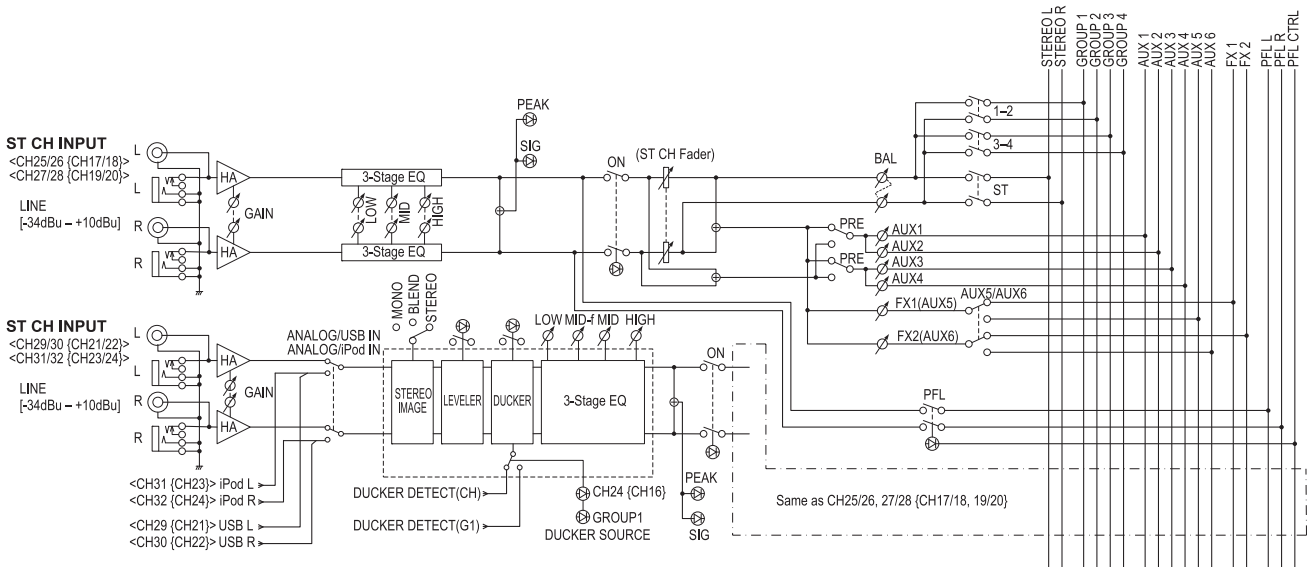 STEREO L
STEREO R
GROUP 1
GROUP 2
GROUP 3
GROUP 4
AUX 1
AUX 2
AUX 3
AUX 4
AUX 5
AUX 6
FX 1
FX 2
PFL L
PFL R
PFL CTRL
ST CH INPUT
<CH25/26 {CH17/18}>
<CH27/28 {CH19/20}>
LINE
[-34dBu – +10dBu]
L
L
R
R
HA
HA
GAIN
3-Stage EQ
LOW
MID
HIGH
3-Stage EQ
PEAK
SIG
ON
(ST CH Fader)
BAL
1–2
3–4
ST
PRE
AUX1
AUX2
PRE
AUX3
AUX4
FX1(AUX5)
AUX5/AUX6
FX2(AUX6)
PFL
ST CH INPUT
<CH29/30 {CH21/22}>
<CH31/32 {CH23/24}>
LINE
[-34dBu – +10dBu]
L
L
R
R
HA
HA
GAIN
ANALOG/USB IN
ANALOG/iPod IN
MONO
BLEND
STEREO
STEREO
IMAGE
LEVELER
DUCKER
LOW MID-f MID HIGH
3-Stage EQ
ON
PEAK
SIG
<CH31 {CH23}> iPod L
<CH32 {CH24}> iPod R
<CH29 {CH21}> USB L
<CH30 {CH22}> USB R
DUCKER DETECT(CH)
DUCKER DETECT(G1)
CH24 {CH16}
GROUP1
DUCKER SOURCE
Same as CH25/26, 27/28 {CH17/18, 19/20}